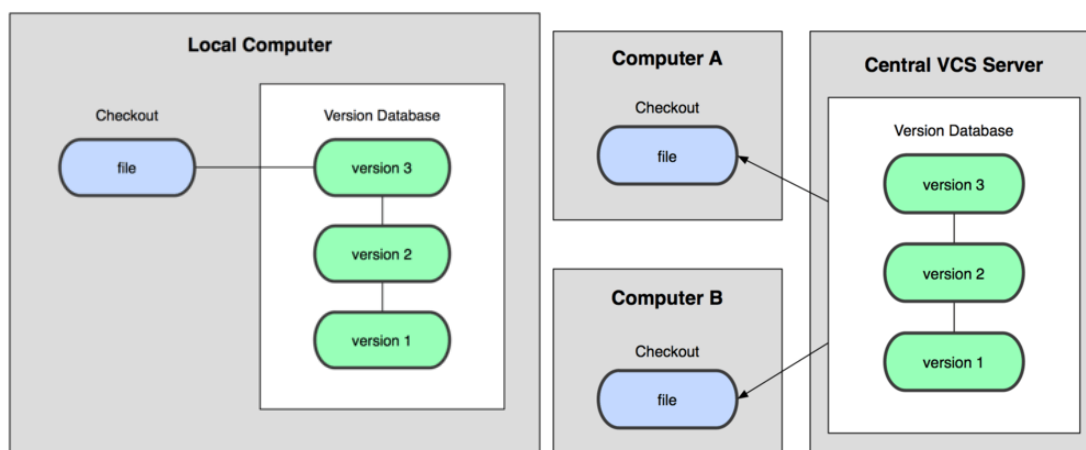 Local Computer
Checkout
file
Version Database
version 3
version 2
version 1
Computer A
Checkout
file
Computer B
Checkout
file
Central VCS Server
Version Database
version 3
version 2
version 1